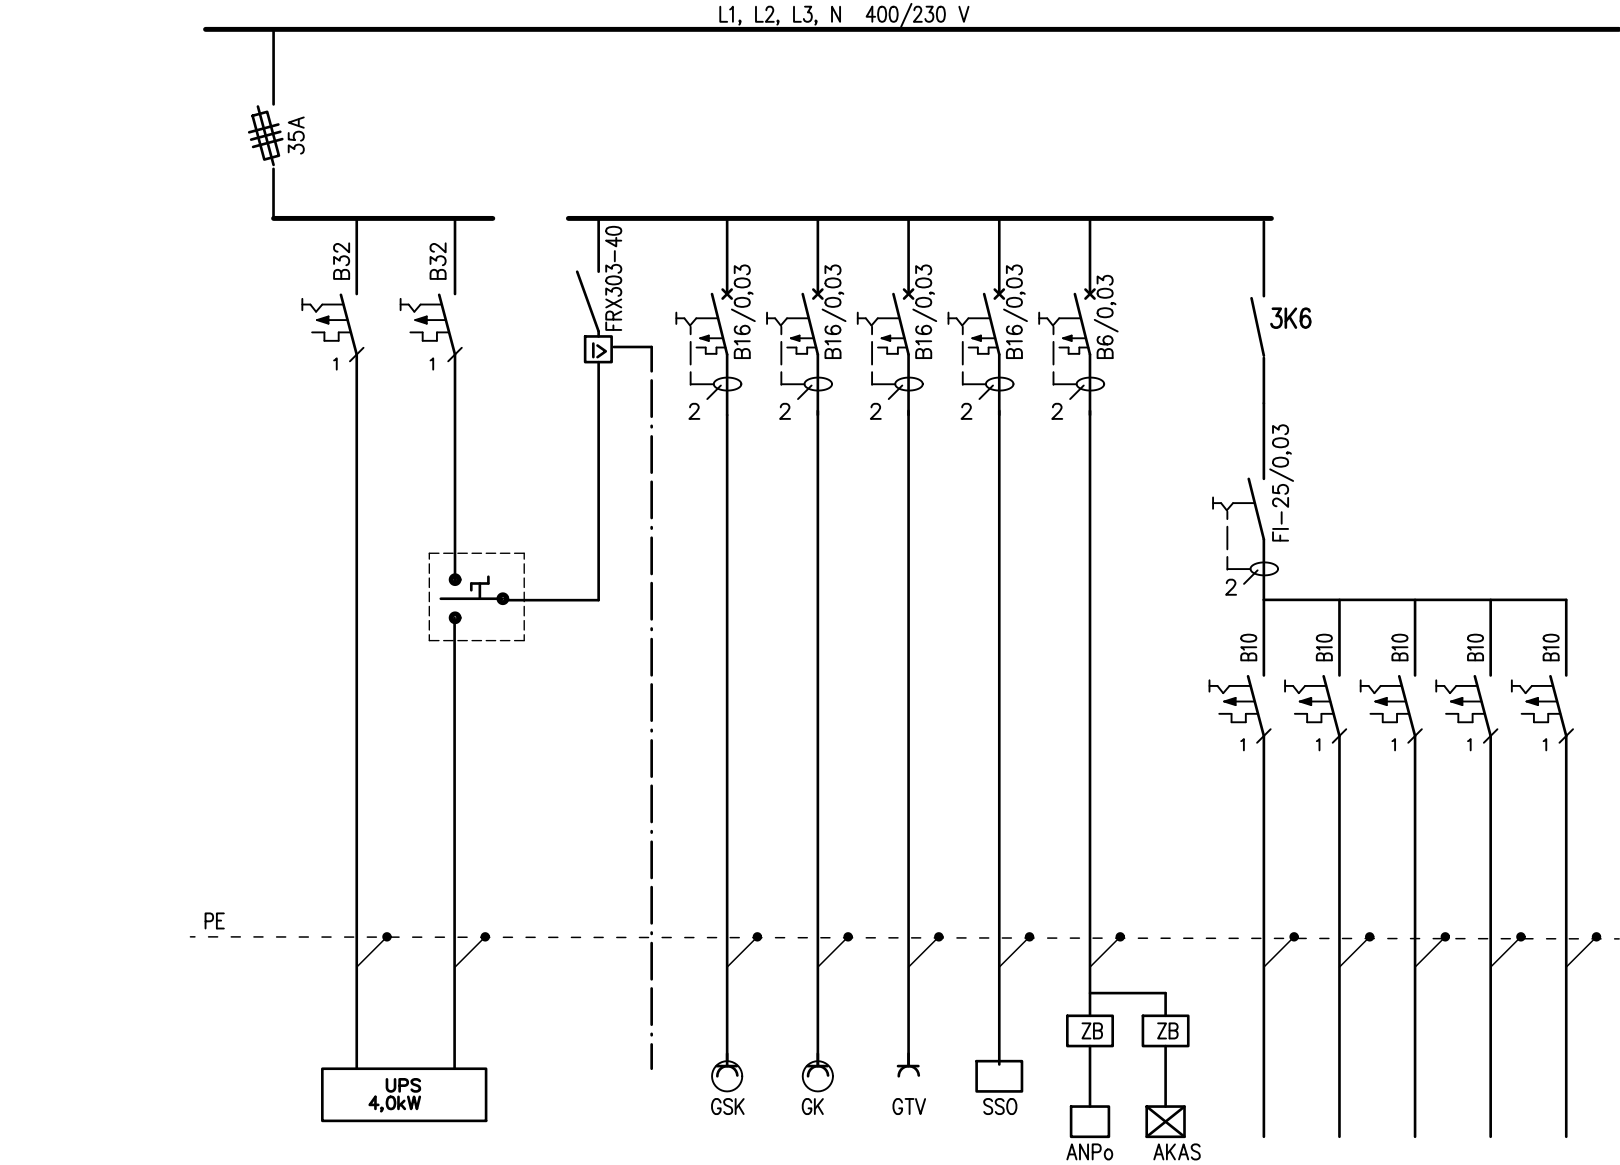 L1, L2, L3, N 400/230 V
35A
B32
B32
FRX303-40
I>
B16/0,03
B16/0,03
B16/0,03
B16/0,03
B6/0,03
3K6
1
1
2
2
2
2
2
FI-25/0,03
2
B10
B10
B10
B10
B10
1
1
1
1
1
PE
ZB
ZB
UPS
4,0kW
GSK
GK
GTV
SSO
ANPo
AKAS